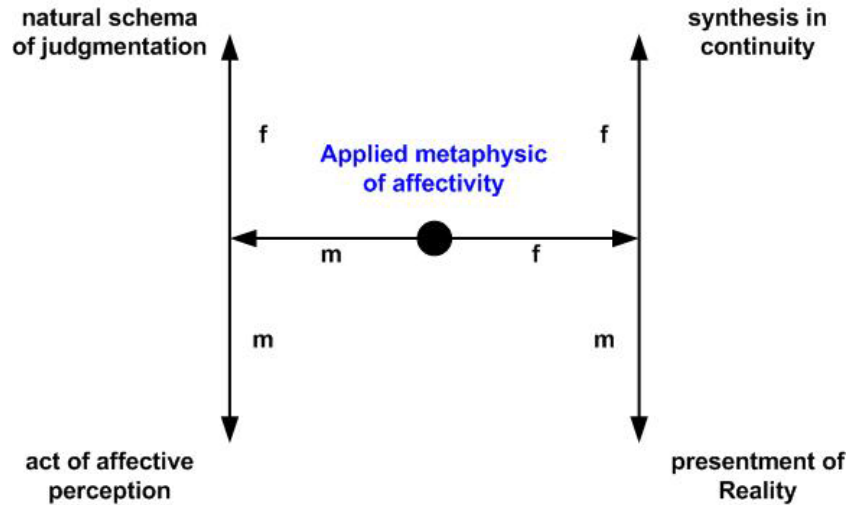 natural schema
of judgmentation
synthesis in
continuity
f
f
Applied metaphysic
of affectivity
m
f
m
m
act of affective
perception
presentment of
Reality